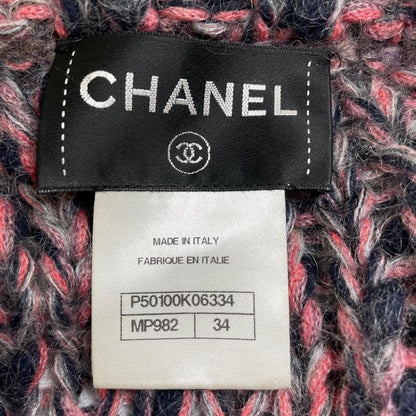 CHANEL
MADE IN ITALY
FABRIQUE EN ITALIE
P50100K06334
MP982 34